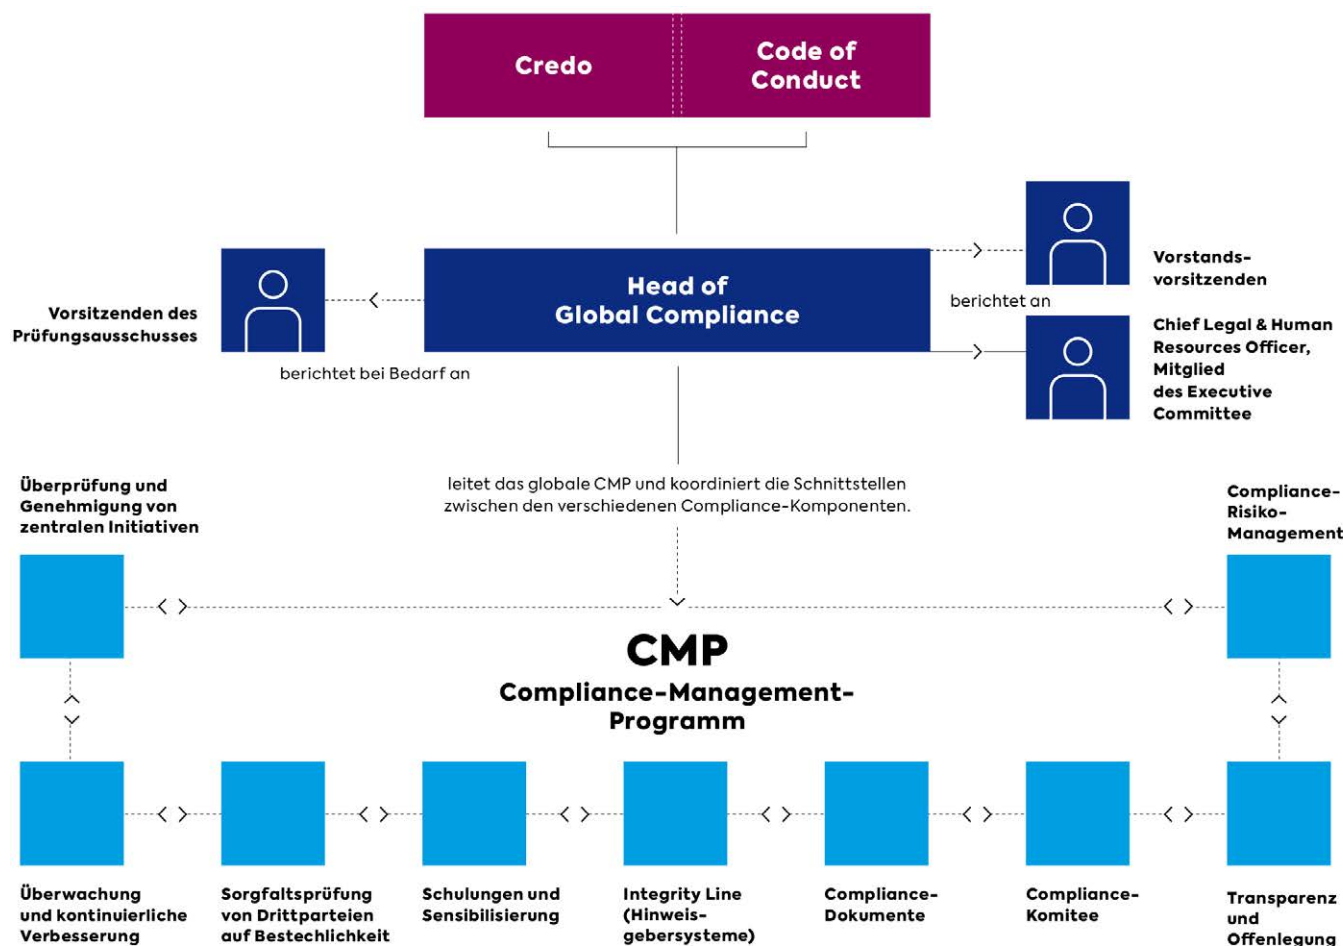 Credo
Code of
Conduct
Vorsitzenden des
Prüfungsausschusses
Head of
Global Compliance
berichtet bei Bedarf an
berichtet an
Vorstands-
vorsitzenden
Chief Legal & Human
Resources Officer,
Mitglied
des Executive
Committee
leitet das globale CMP und koordiniert die Schnittstellen
zwischen den verschiedenen Compliance-Komponenten.
Überprüfung und
Genehmigung von
zentralen Initiativen
Compliance-
Risiko-
Management
CMP
Compliance-Management-
Programm
Überwachung
und kontinuierliche
Verbesserung
Sorgfaltsprüfung
von Drittparteien
auf Bestechlichkeit
Schulungen und
Sensibilisierung
Integrity Line
(Hinweis-
gebersysteme)
Compliance-
Dokumente
Compliance-
Komitee
Transparenz
und
Offenlegung